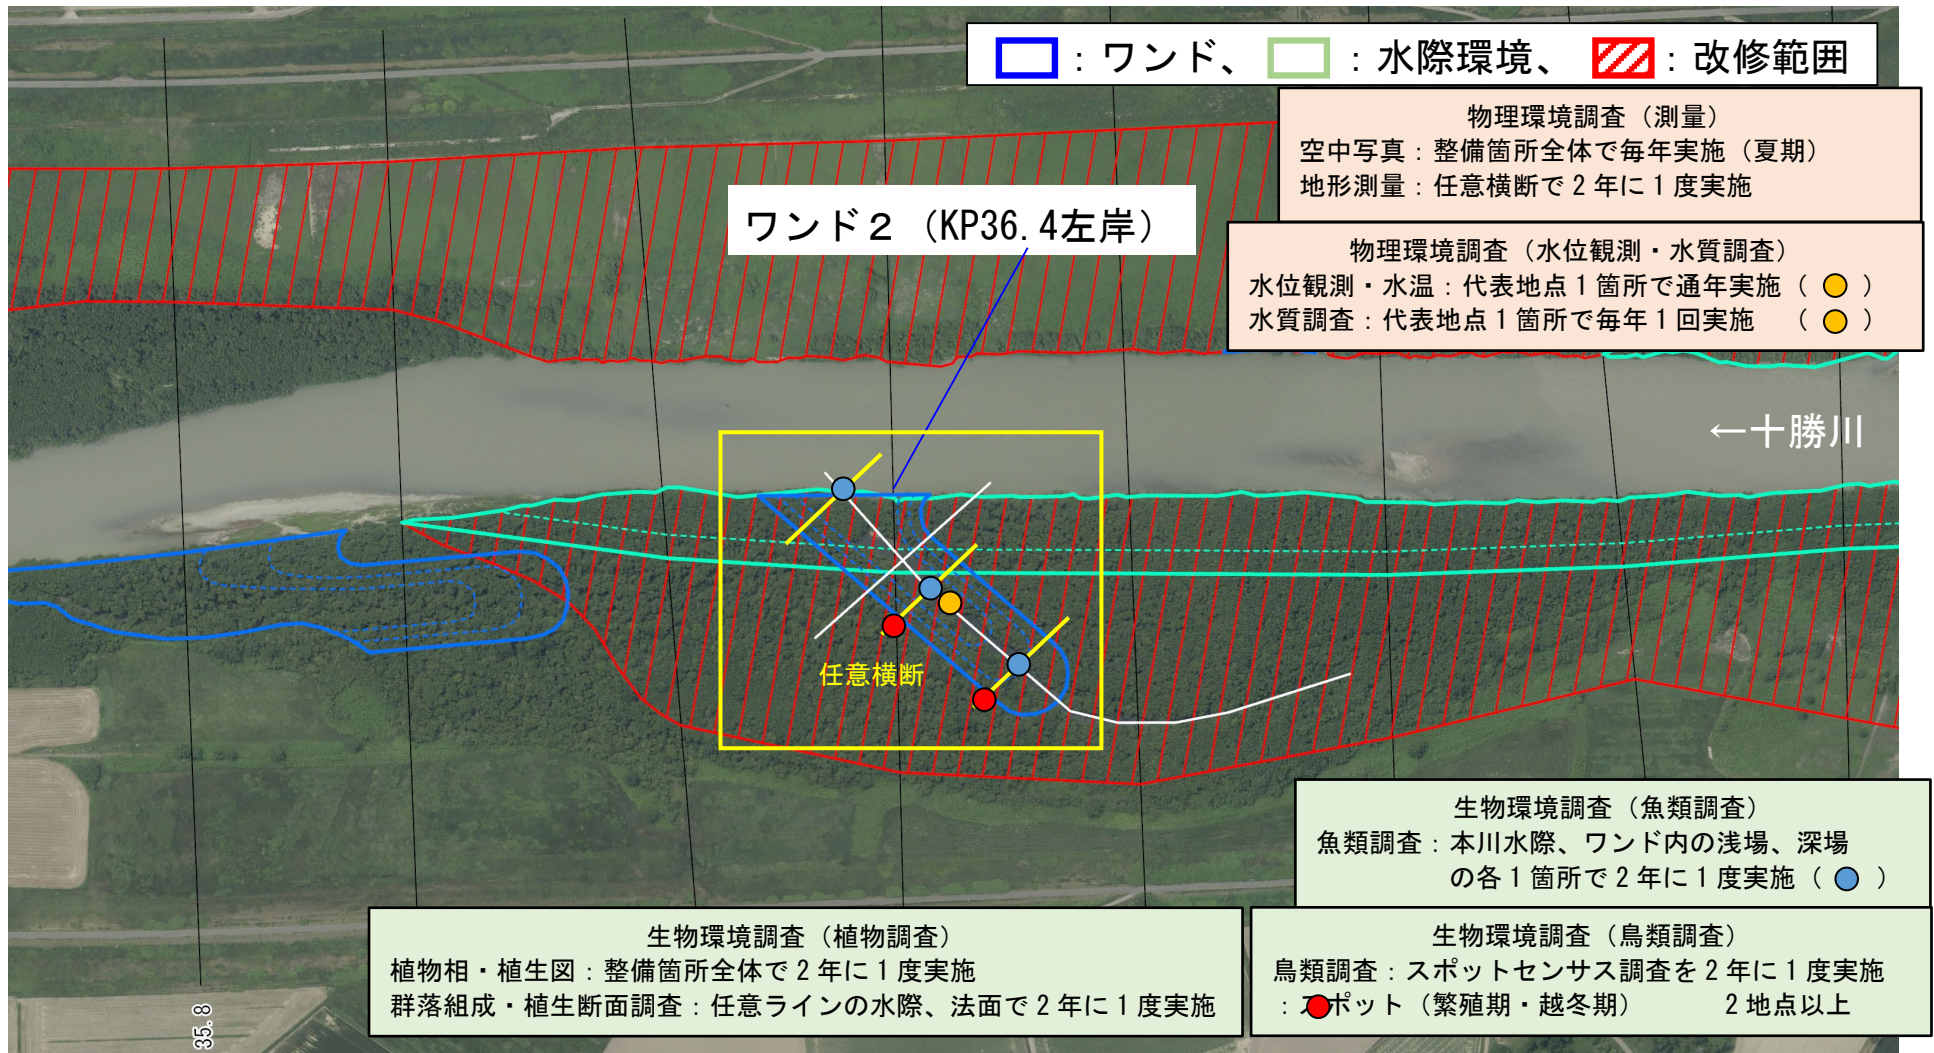 ：ワンド、　：水際環境、　：改修範囲
物理環境調査（測量）
空中写真：整備箇所全体で毎年実施（夏期）
地形測量：任意横断で２年に１度実施
ワンド２（KP36.4左岸）
物理環境調査（水位観測・水質調査）
水位観測・水温：代表地点１箇所で通年実施（　）
水質調査：代表地点１箇所で毎年１回実施　（　）
←十勝川
任意横断
生物環境調査（魚類調査）
魚類調査：本川水際、ワンド内の浅場、深場
の各１箇所で２年に１度実施（　）
生物環境調査（植物調査）
植物相・植生図：整備箇所全体で２年に１度実施
群落組成・植生断面調査：任意ラインの水際、法面で２年に１度実施
生物環境調査（鳥類調査）
鳥類調査：スポットセンサス調査を２年に１度実施
：スポット（繁殖期・越冬期）　２地点以上
35.8